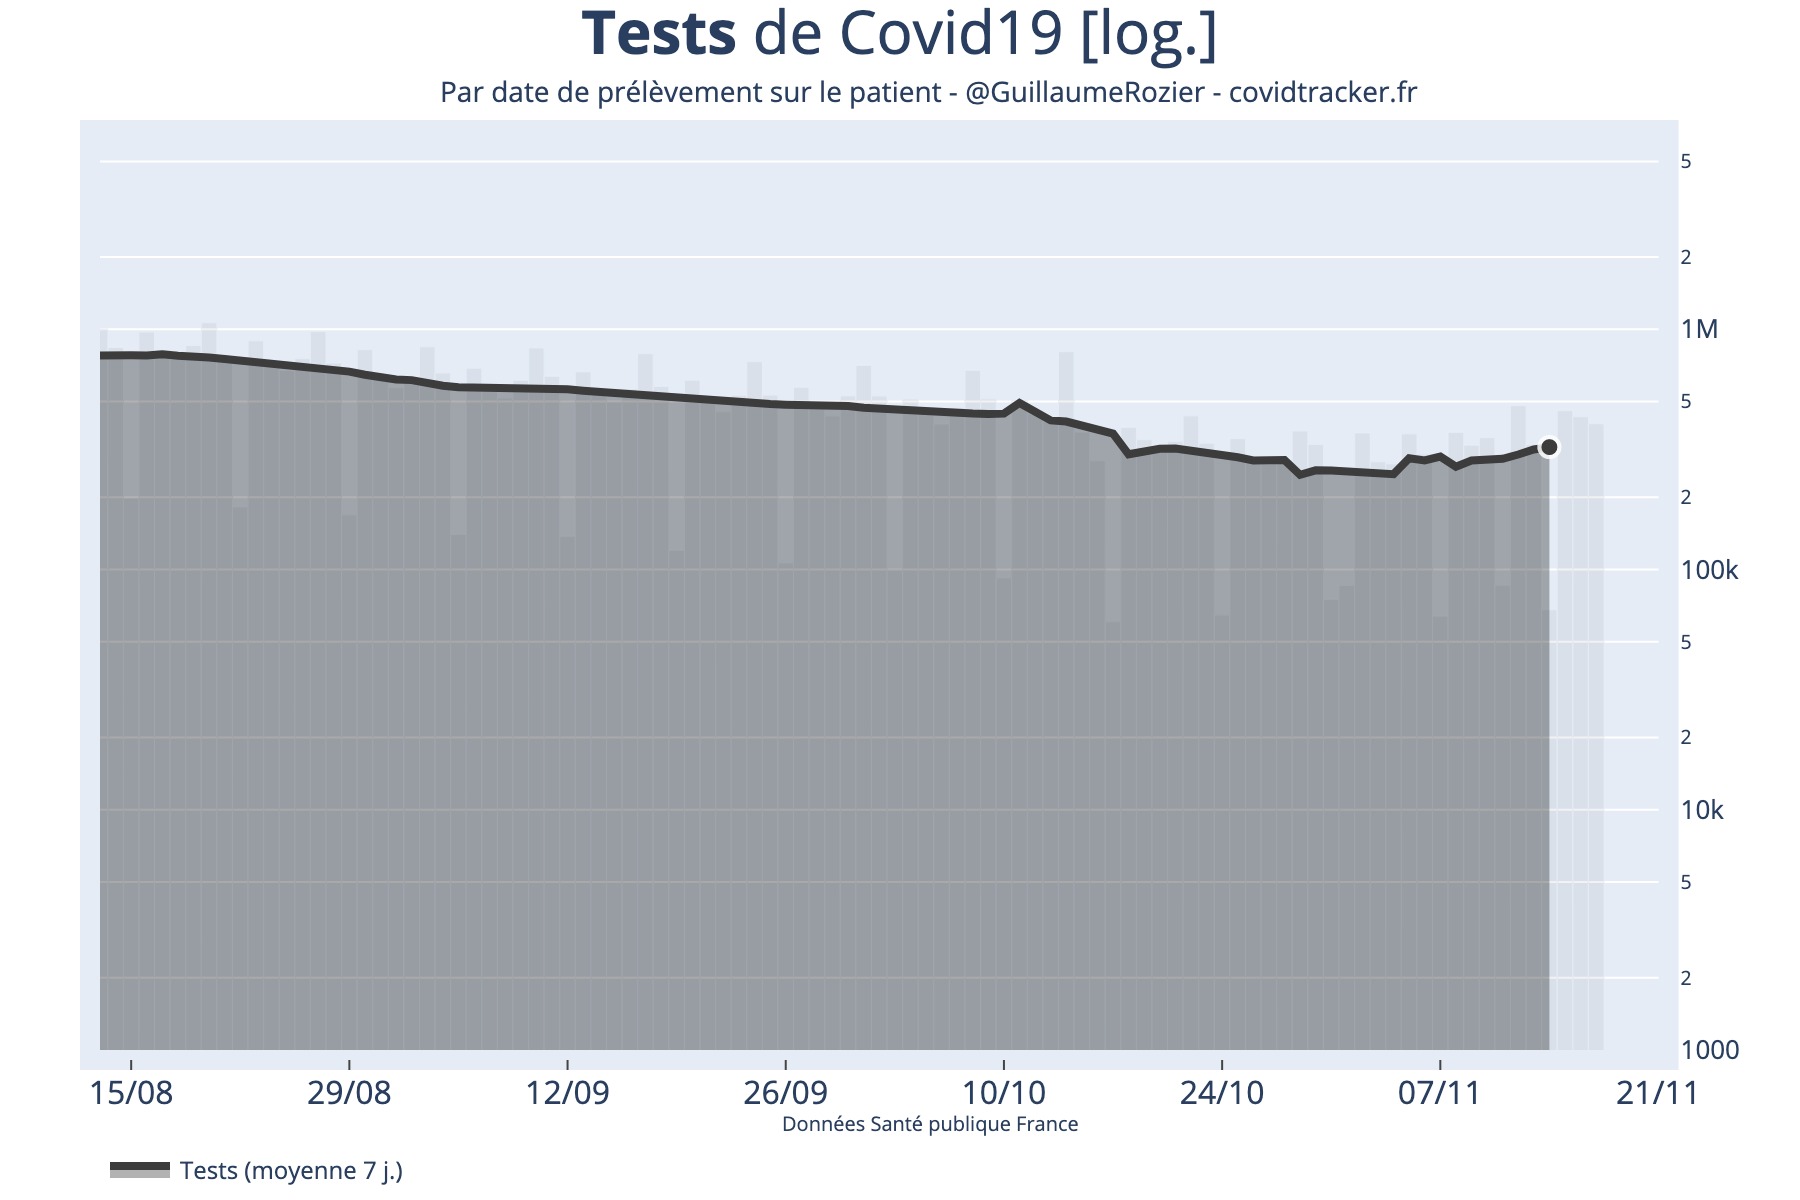 Tests de Covid19 [log.]
Par date de prélèvement sur le patient - @GuillaumeRozier - covidtracker.fr
5
2
1M
5
2
100k
5
2
10k
5
2
1000
15/08 29/08 12/09 26/09 10/10 24/10 07/11 21/11
Données Santé publique France
Tests (moyenne 7 j.)